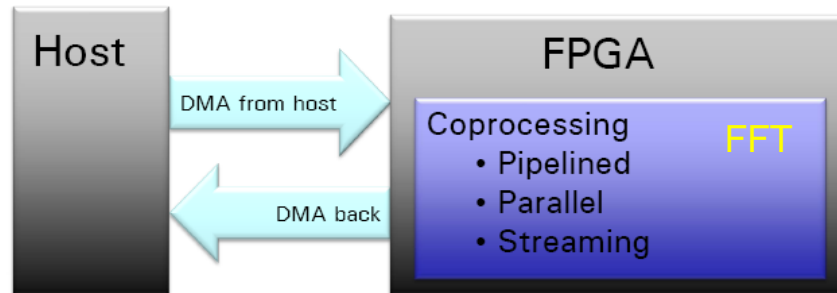 Host
FPGA
DMA from host
DMA back
Coprocessing
• Pipelined
• Parallel
• Streaming
FFT